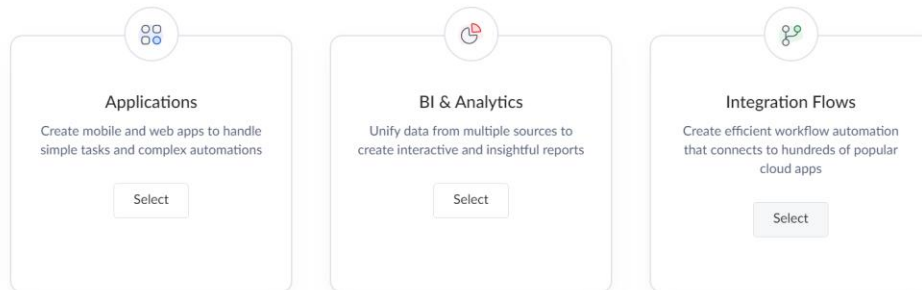 Applications
Create mobile and web apps to handle
simple tasks and complex automations
Select
BI & Analytics
Unify data from multiple sources to
create interactive and insightful reports
Select
Integration Flows
Create efficient workflow automation
that connects to hundreds of popular
cloud apps
Select